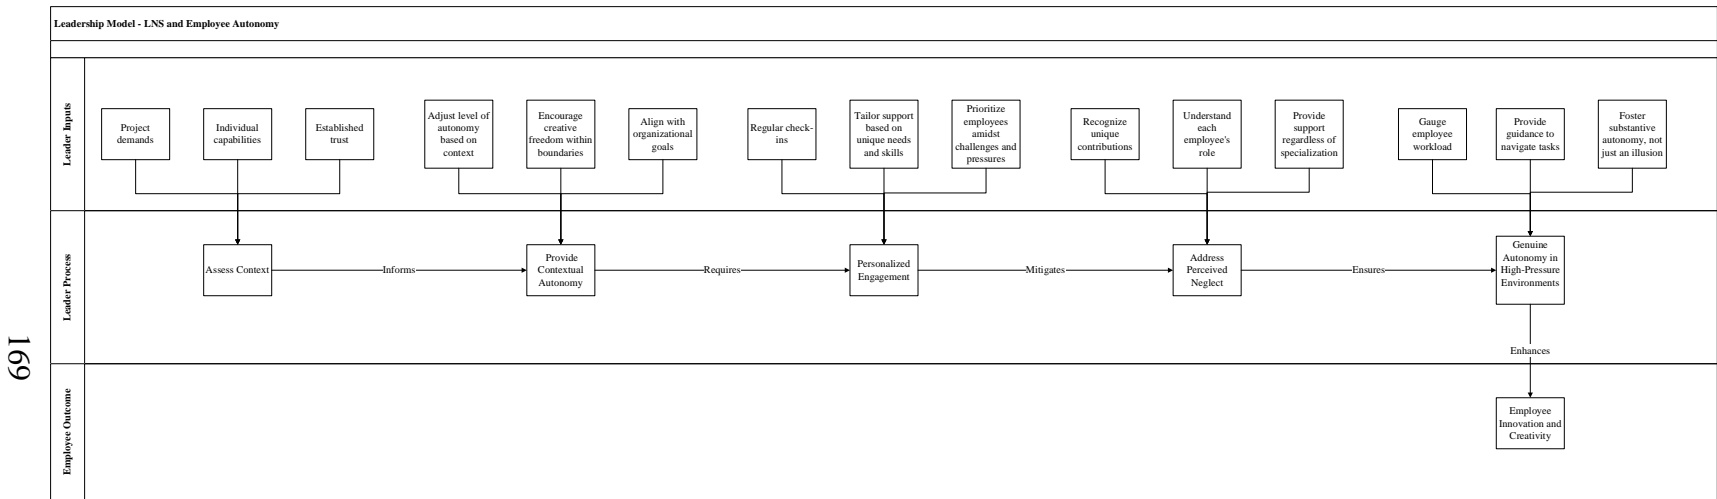 Leadership Model - LNS and Employee Autonomy
Leader Inputs
Project
demands
Individual
capabilities
Established
trust
Adjust level of
autonomy
based on
context
Encourage
creative
freedom within
boundaries
Align with
organizational
goals
Regular check-
ins
Tailor support
based on
unique needs
and skills
Prioritize
employees
amidst
challenges and
pressures
Recognize
unique
contributions
Understand
each
employee's
role
Provide
support
regardless of
specialization
Gauge
employee
workload
Provide
guidance to
navigate tasks
Foster
substantive
autonomy, not
just an illusion
Leader Process
Assess Context
Informs
Provide
Contextual
Autonomy
Requires
Personalized
Engagement
Mitigates
Address
Perceived
Neglect
Ensures
Genuine
Autonomy in
High-Pressure
Environments
Enhances
Employee Outcome
Employee
Innovation and
Creativity
169